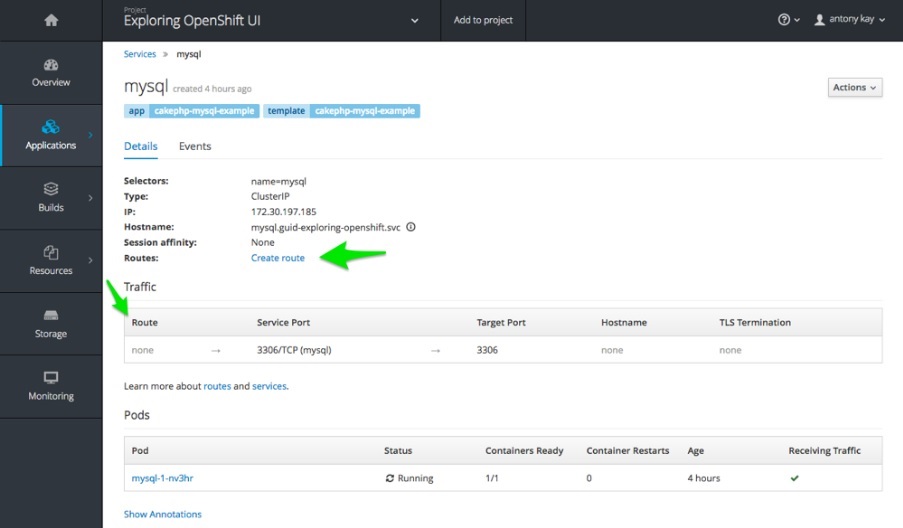 Project
Exploring OpenShift UI
Add to project
antony kay
Services » mysql
mysql created 4 hours ago
Actions
app cakephp-mysql-example template cakephp-mysql-example
Overview
Applications
Builds
Resources
Storage
Monitoring
Details Events
Selectors: name=mysql
Type: ClusterIP
IP: 172.30.197.185
Hostname: mysql.guid-exploring-openshift.svc
Session affinity: None
Routes: Create route
Traffic
Route Service Port Target Port Hostname TLS Termination
none → 3306/TCP (mysql) → 3306 none none
Learn more about routes and services.
Pods
Pod Status Containers Ready Container Restarts Age Receiving Traffic
mysql-1-nv3hr Running 1/1 0 4 hours
Show Annotations